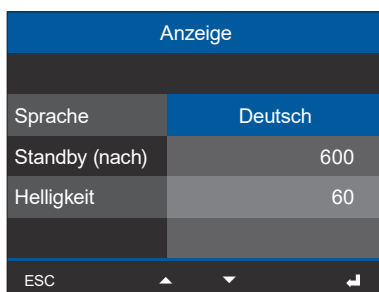 Anzeige
Sprache Deutsch
Standby (nach) 600
Helligkeit 60
ESC